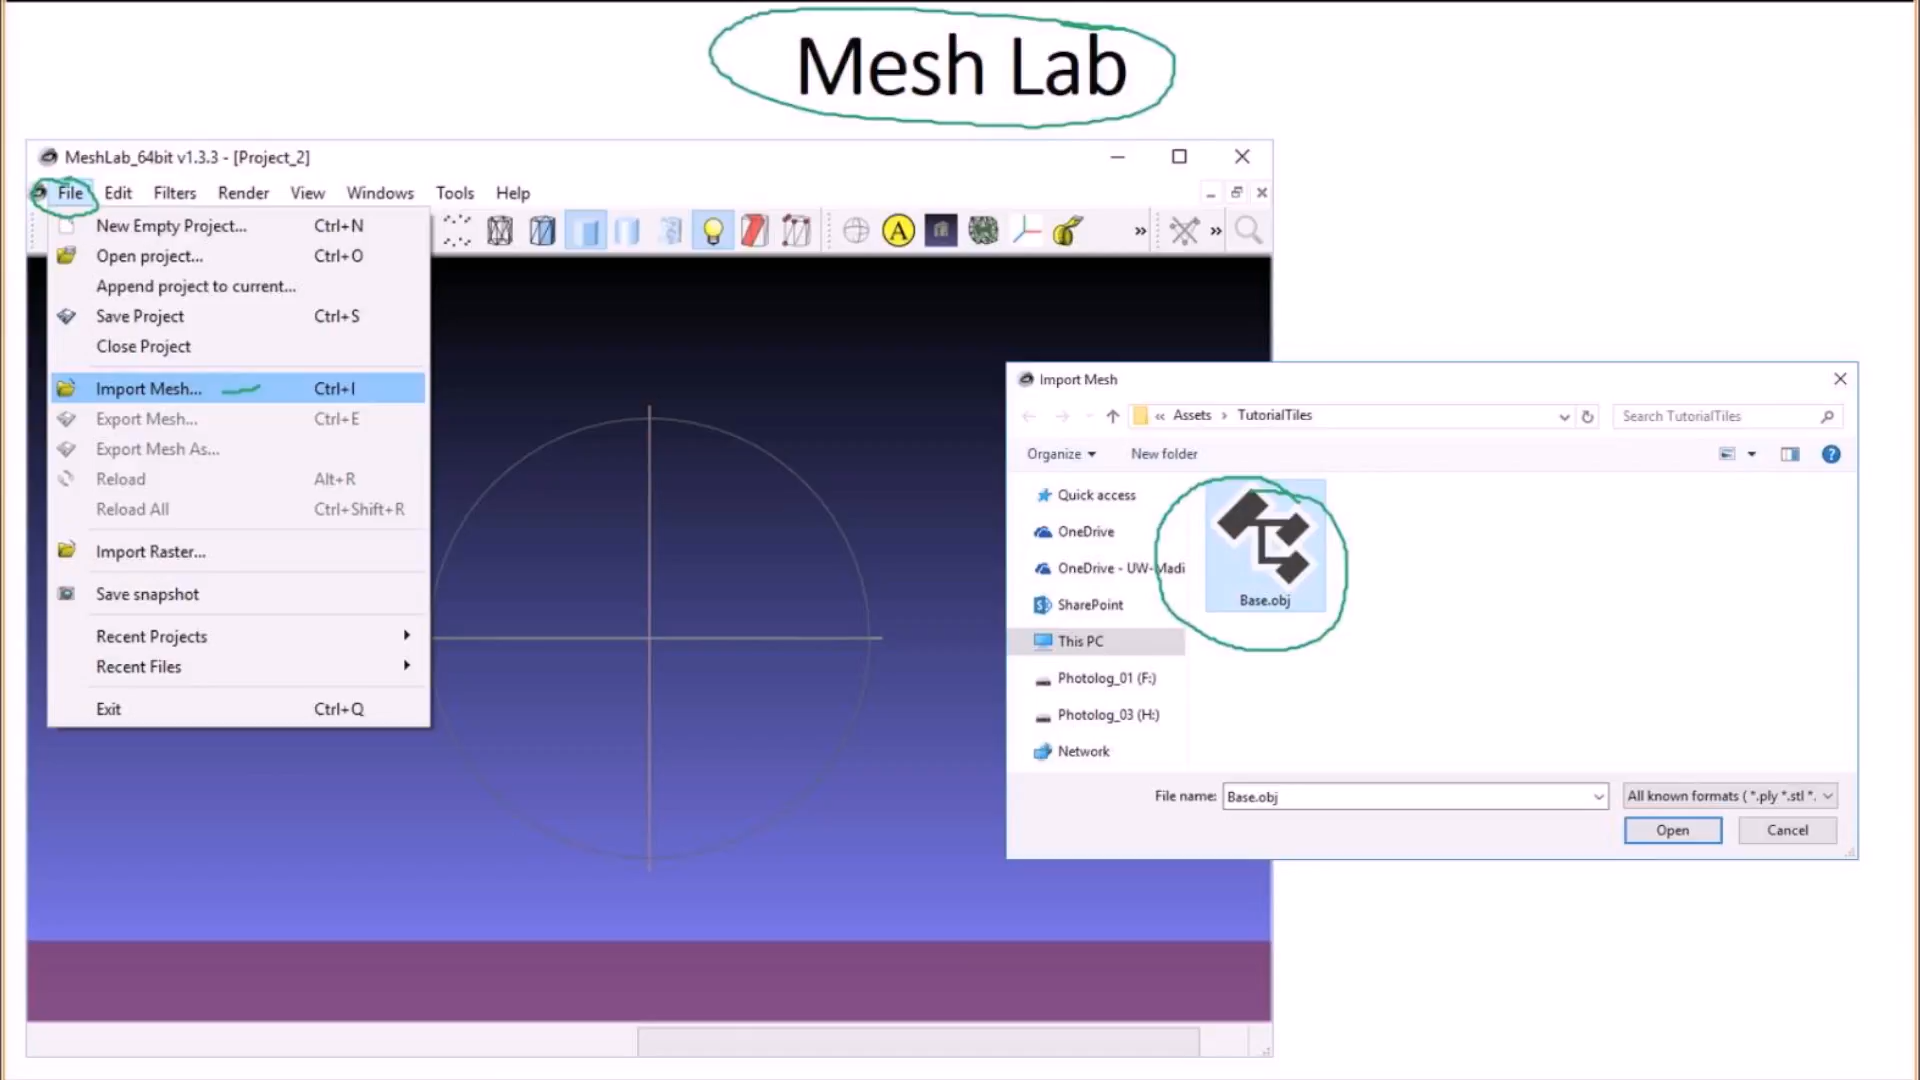 Mesh Lab
MeshLab_64bit v1.3.3 - [Project_2]
File Edit Filters Render View Windows Tools Help
New Empty Project... Ctrl+N
Open project... Ctrl+O
Append project to current...
Save Project Ctrl+S
Close Project
Import Mesh... Ctrl+I
Export Mesh... Ctrl+E
Export Mesh As...
Reload Alt+R
Reload All Ctrl+Shift+R
Import Raster...
Save snapshot
Recent Projects
Recent Files
Exit Ctrl+Q
A
»
»
Import Mesh
« Assets › TutorialTiles
Search TutorialTiles
Organize New folder
?
Quick access
OneDrive
OneDrive - UW-Madi
SharePoint
This PC
Photolog_01 (F:)
Photolog_03 (H:)
Network
Base.obj
File name: Base.obj
All known formats ( *.ply *.stl *.
Open Cancel